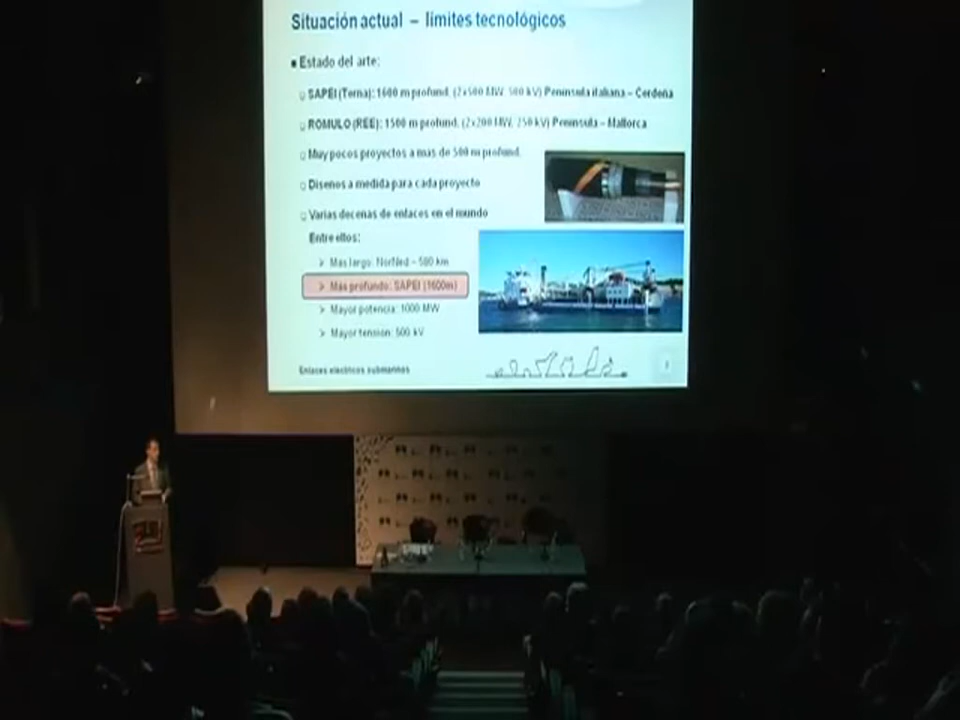 Situación actual – límites tecnológicos
Estado del arte:
SAPEI (Terna): 1600 m profund. (2x500 MW, 500 kV) Península italiana – Cerdeña
ROMULO (REE): 1500 m profund. (2x200 MW, 250 kV) Península – Mallorca
Muy pocos proyectos a más de 500 m profund.
Diseños a medida para cada proyecto
Varias decenas de enlaces en el mundo
Entre ellos:
Más largo: NorNed – 580 km
Más profundo: SAPEI (1600m)
Mayor potencia: 1000 MW
Mayor tensión: 500 kV
Enlaces eléctricos submarinos